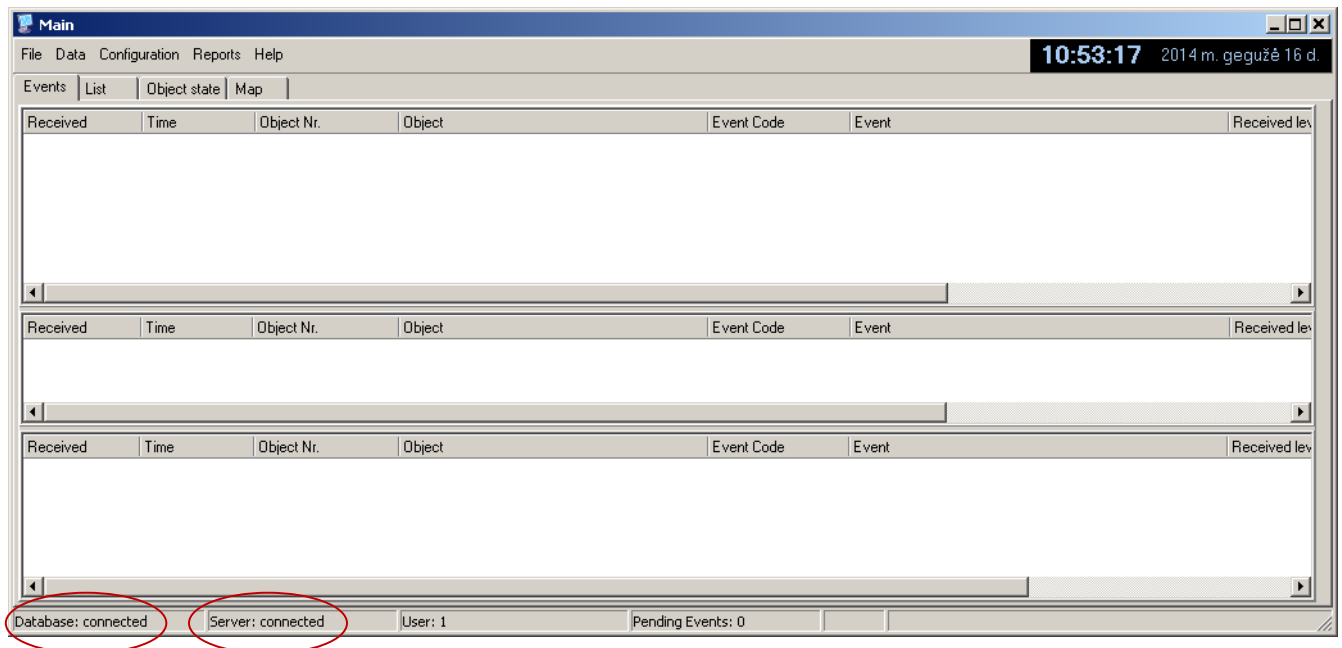 Main
File Data Configuration Reports Help 10:53:17 2014 m. gegužė 16 d.
Events List Object state Map
Received Time Object Nr. Object Event Code Event Received lev
Received Time Object Nr. Object Event Code Event Received lev
Received Time Object Nr. Object Event Code Event Received lev
Database: connected Server: connected User: 1 Pending Events: 0